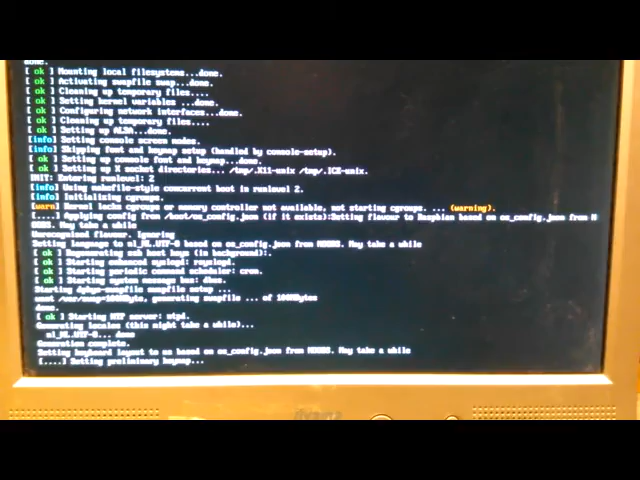 done.
[ ok ] Mounting local filesystems...done.
[ ok ] Activating swapfile swap...done.
[ ok ] Cleaning up temporary files....
[ ok ] Setting kernel variables ...done.
[ ok ] Configuring network interfaces...done.
[ ok ] Cleaning up temporary files....
[ ok ] Setting up ALSA...done.
[info] Setting console screen modes.
[info] Skipping font and keymap setup (handled by console-setup).
[ ok ] Setting up console font and keymap...done.
[ ok ] Setting up X socket directories... /tmp/.X11-unix /tmp/.ICE-unix.
INIT: Entering runlevel: 2
[info] Using makefile-style concurrent boot in runlevel 2.
[info] Initializing cgroups.
[warn] Kernel lacks cgroups or memory controller not available, not starting cgroups. ... (warning).
[....] Applying config from /boot/os_config.json (if it exists):Setting flavour to Raspbian based on os_config.json from N
OOBS. May take a while
Unrecognised flavour. Ignoring
Setting language to nl_NL.UTF-8 based on os_config.json from NOOBS. May take a while
[ ok ] Regenerating ssh host keys (in background):.
[ ok ] Starting enhanced syslogd: rsyslogd.
[ ok ] Starting periodic command scheduler: cron.
[ ok ] Starting system message bus: dbus.
Starting dphys-swapfile swapfile setup ...
want /var/swap=100MByte, generating swapfile ... of 100MBytes
done.
[ ok ] Starting NTP server: ntpd.
Generating locales (this might take a while)...
nl_NL.UTF-8... done
Generation complete.
Setting keyboard layout to us based on os_config.json from NOOBS. May take a while
[....] Setting preliminary keymap...